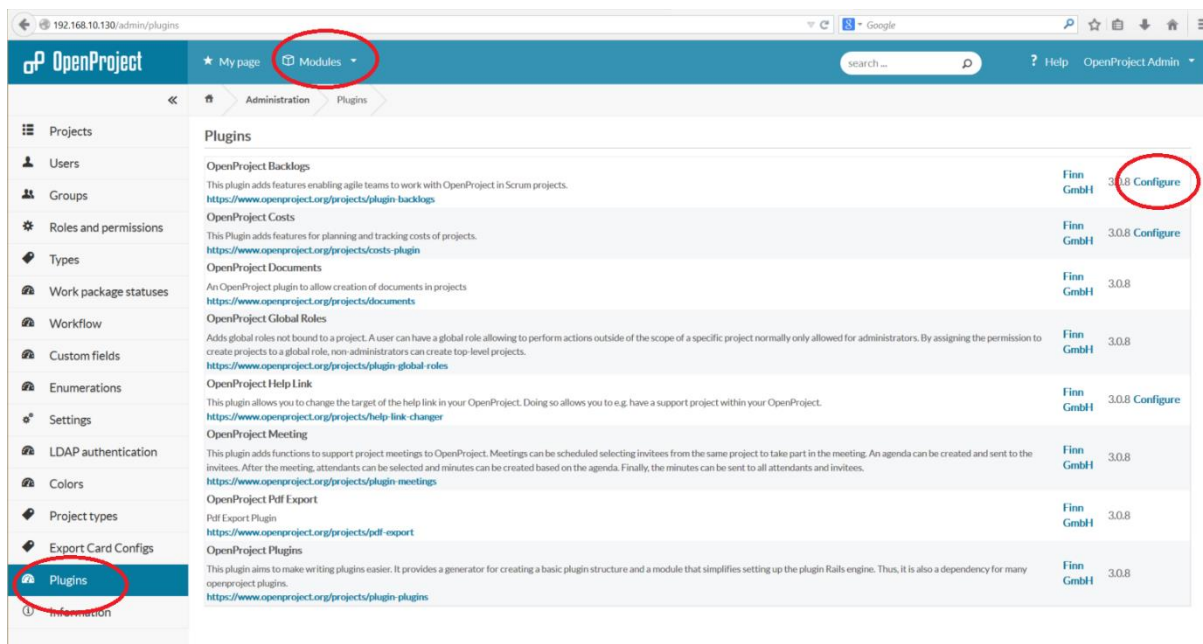 192.168.10.130/admin/plugins
Google
OpenProject
My page
Modules
search ...
? Help
OpenProject Admin
«
Administration
Plugins
Projects
Users
Groups
Roles and permissions
Types
Work package statuses
Workflow
Custom fields
Enumerations
Settings
LDAP authentication
Colors
Project types
Export Card Configs
Plugins
Information
Plugins
OpenProject Backlogs
This plugin adds features enabling agile teams to work with OpenProject in Scrum projects.
https://www.openproject.org/projects/plugin-backlogs
Finn
GmbH
3.0.8 Configure
OpenProject Costs
This Plugin adds features for planning and tracking costs of projects.
https://www.openproject.org/projects/costs-plugin
Finn
GmbH
3.0.8 Configure
OpenProject Documents
An OpenProject plugin to allow creation of documents in projects
https://www.openproject.org/projects/documents
Finn
GmbH
3.0.8
OpenProject Global Roles
Adds global roles not bound to a project. A user can have a global role allowing to perform actions outside of the scope of a specific project normally only allowed for administrators. By assigning the permission to
create projects to a global role, non-administrators can create top-level projects.
https://www.openproject.org/projects/plugin-global-roles
Finn
GmbH
3.0.8
OpenProject Help Link
This plugin allows you to change the target of the help link in your OpenProject. Doing so allows you to e.g. have a support project within your OpenProject.
https://www.openproject.org/projects/help-link-changer
Finn
GmbH
3.0.8 Configure
OpenProject Meeting
This plugin adds functions to support project meetings to OpenProject. Meetings can be scheduled selecting invitees from the same project to take part in the meeting. An agenda can be created and sent to the
invitees. After the meeting, attendants can be selected and minutes can be created based on the agenda. Finally, the minutes can be sent to all attendants and invitees.
https://www.openproject.org/projects/plugin-meetings
Finn
GmbH
3.0.8
OpenProject Pdf Export
Pdf Export Plugin
https://www.openproject.org/projects/pdf-export
Finn
GmbH
3.0.8
OpenProject Plugins
This plugin aims to make writing plugins easier. It provides a generator for creating a basic plugin structure and a module that simplifies setting up the plugin Rails engine. Thus, it is also a dependency for many
openproject plugins.
https://www.openproject.org/projects/plugin-plugins
Finn
GmbH
3.0.8